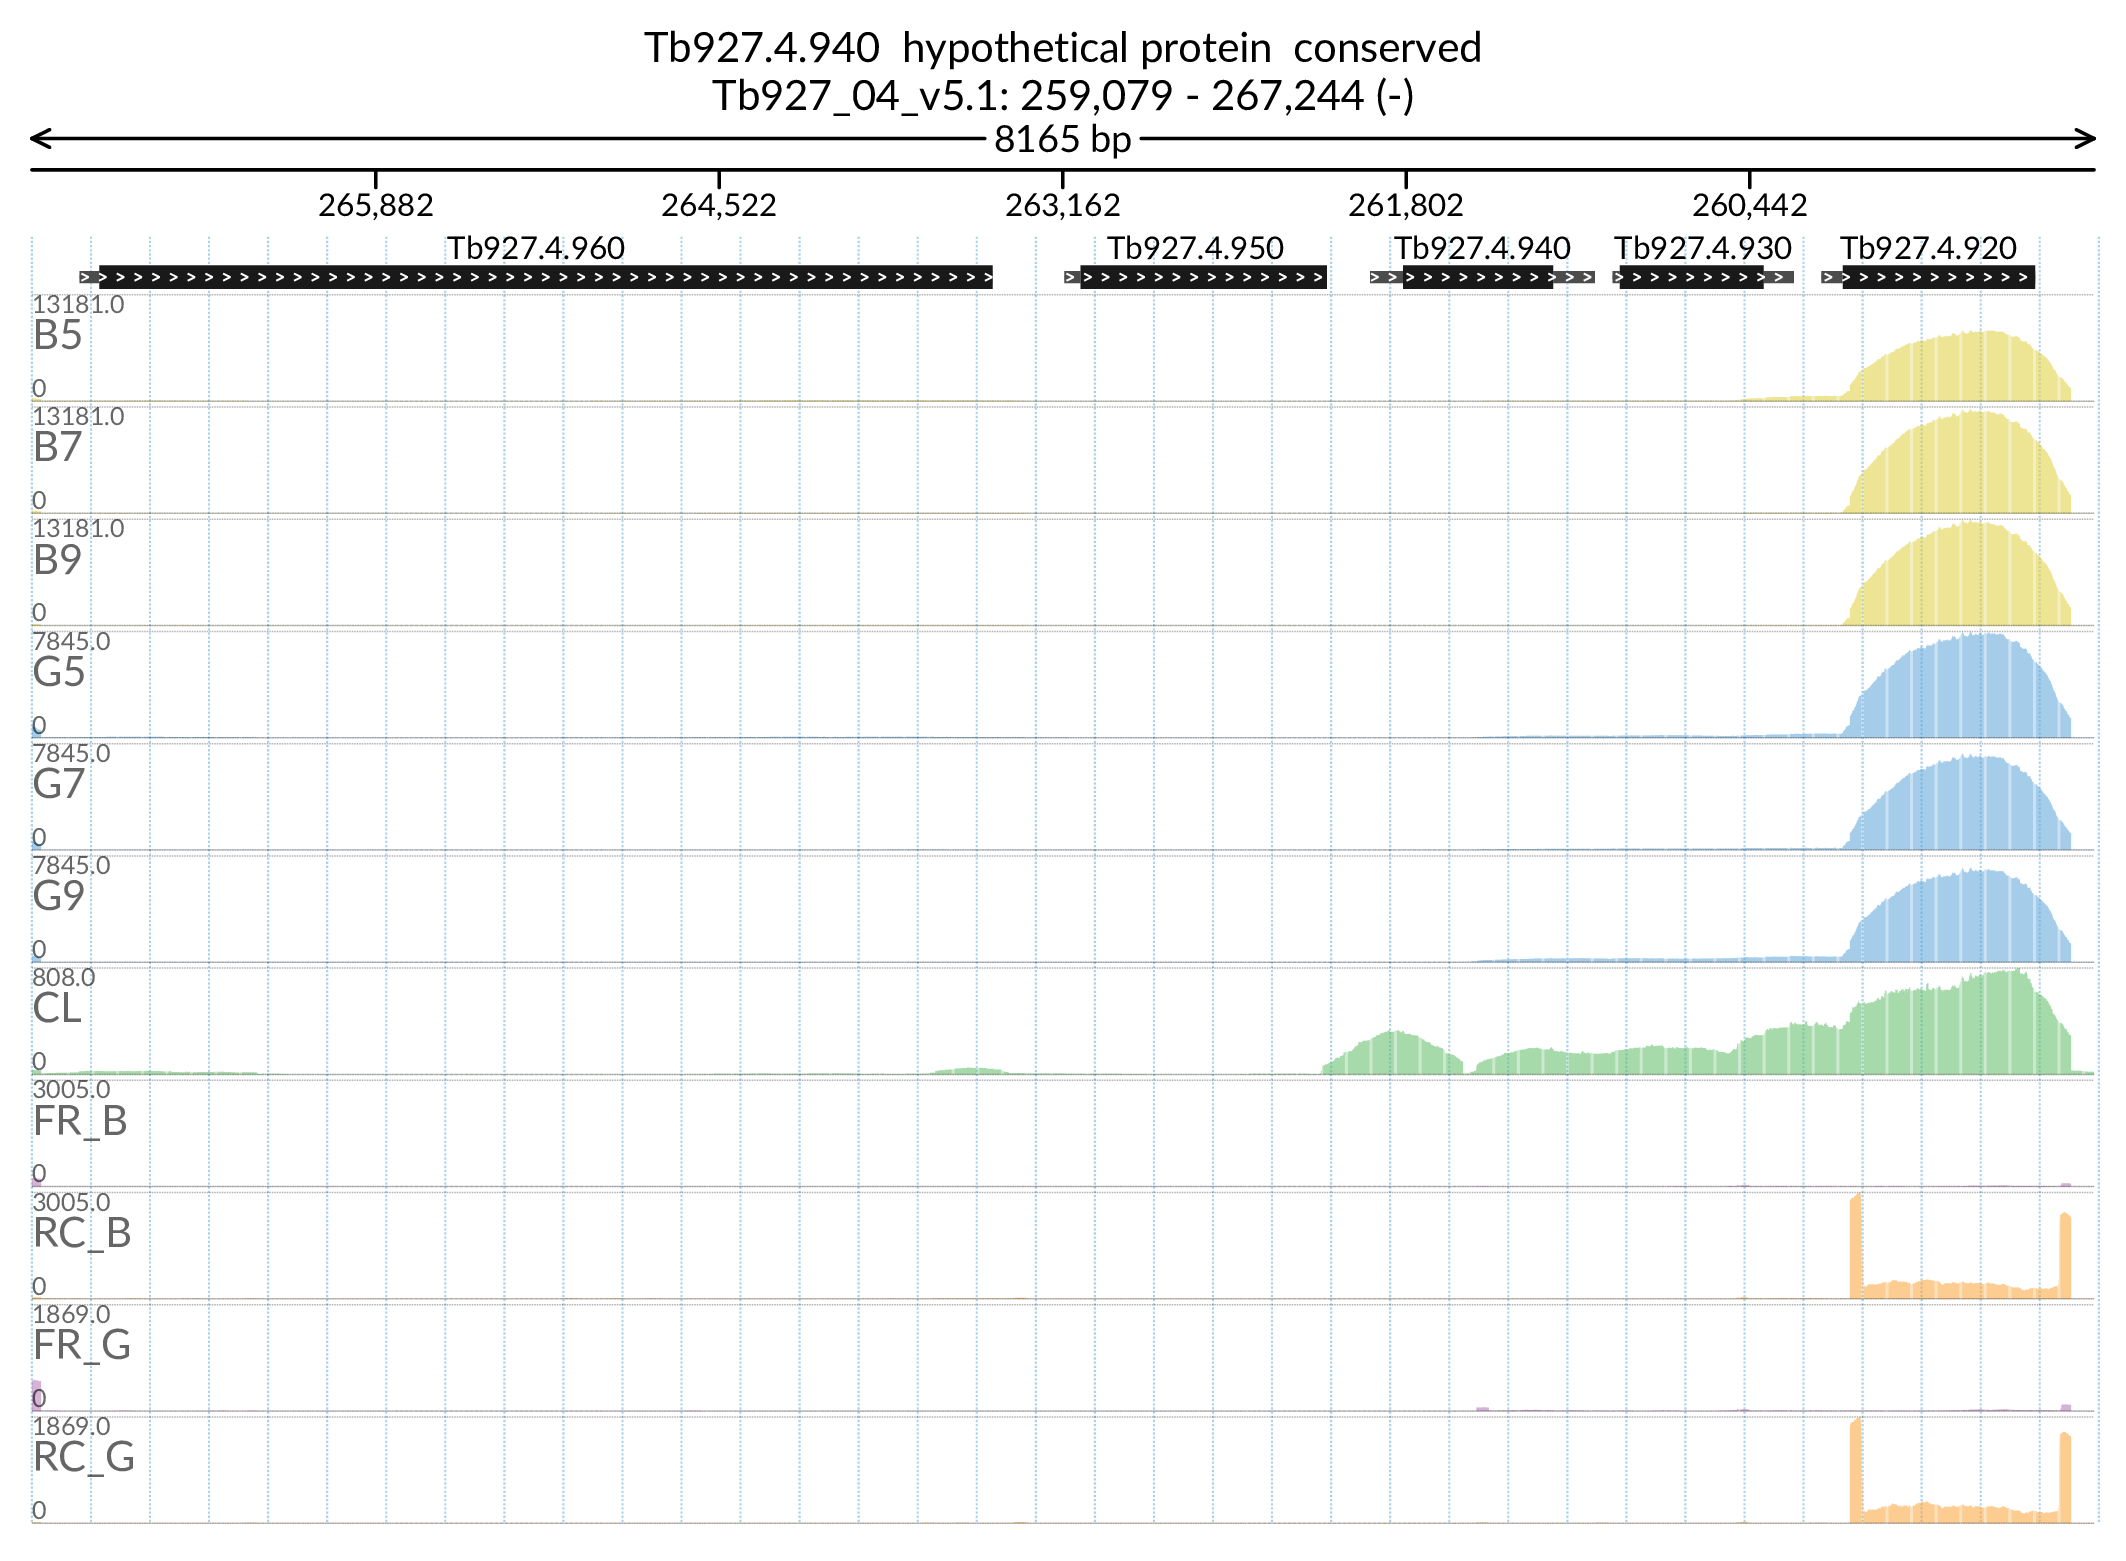 Tb927.4.940 hypothetical protein conserved
Tb927_04_v5.1: 259,079 - 267,244 (-)
8165 bp
265,882 264,522 263,162 261,802 260,442
Tb927.4.960 Tb927.4.950 Tb927.4.940 Tb927.4.930 Tb927.4.920
13181.0
B5
0
13181.0
B7
0
13181.0
B9
0
7845.0
G5
0
7845.0
G7
0
7845.0
G9
0
808.0
CL
0
3005.0
FR_B
0
3005.0
RC_B
0
1869.0
FR_G
0
1869.0
RC_G
0